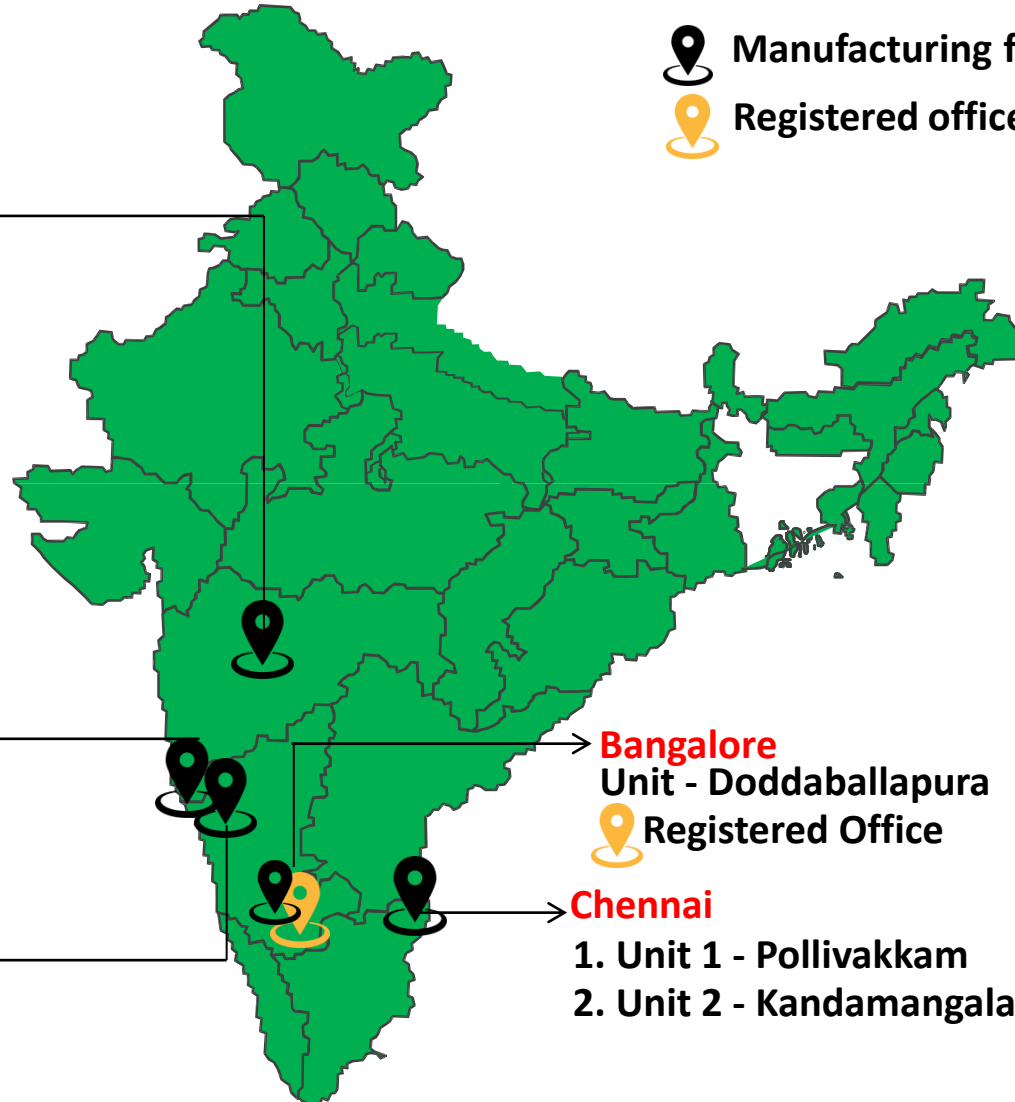 Manufacturing f
Registered office
Bangalore
Unit - Doddaballapura
Registered Office
Chennai
1. Unit 1 - Pollivakkam
2. Unit 2 - Kandamangala